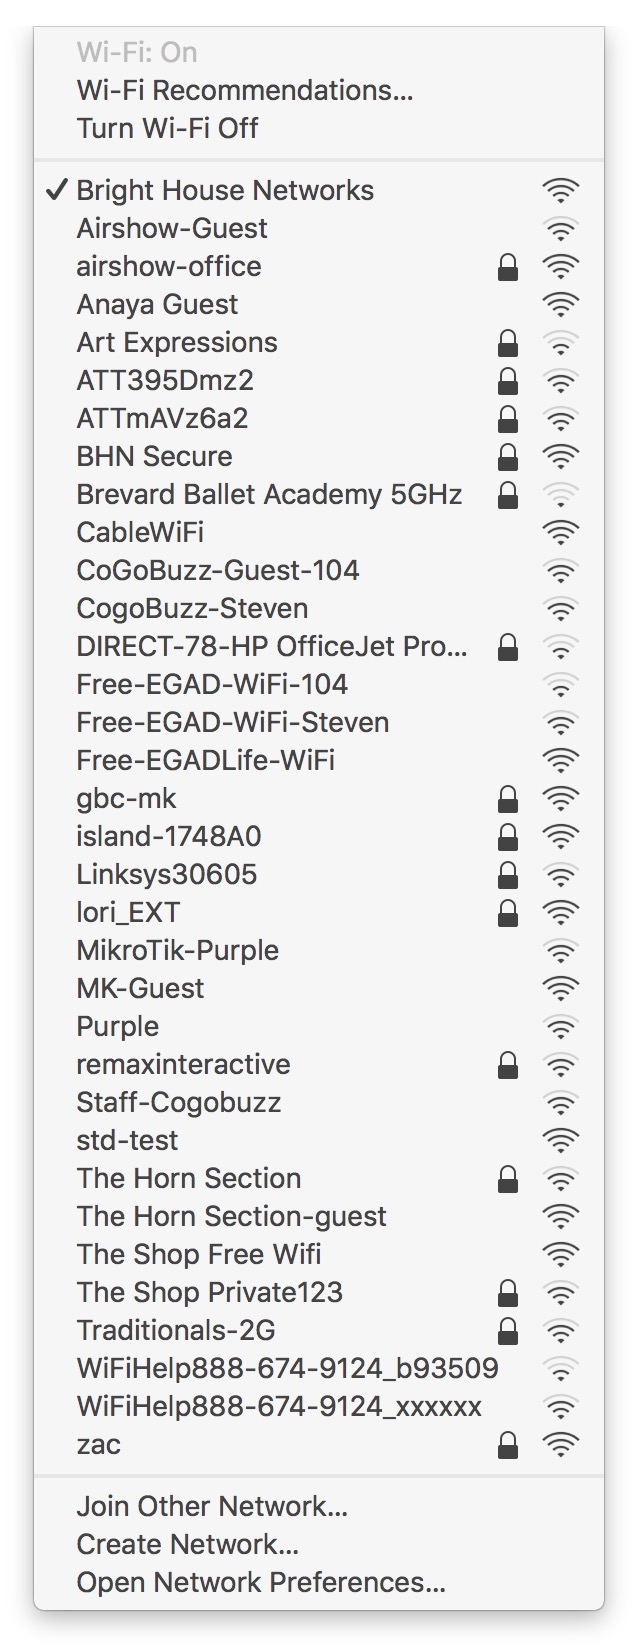 Wi-Fi: On
Wi-Fi Recommendations...
Turn Wi-Fi Off
Bright House Networks
Airshow-Guest
airshow-office
Anaya Guest
Art Expressions
ATT395Dmz2
ATTmAVz6a2
BHN Secure
Brevard Ballet Academy 5GHz
CableWiFi
CoGoBuzz-Guest-104
CogoBuzz-Steven
DIRECT-78-HP OfficeJet Pro...
Free-EGAD-WiFi-104
Free-EGAD-WiFi-Steven
Free-EGADLife-WiFi
gbc-mk
island-1748A0
Linksys30605
lori_EXT
MikroTik-Purple
MK-Guest
Purple
remaxinteractive
Staff-Cogobuzz
std-test
The Horn Section
The Horn Section-guest
The Shop Free Wifi
The Shop Private123
Traditionals-2G
WiFiHelp888-674-9124_b93509
WiFiHelp888-674-9124_xxxxxx
zac
Join Other Network...
Create Network...
Open Network Preferences...